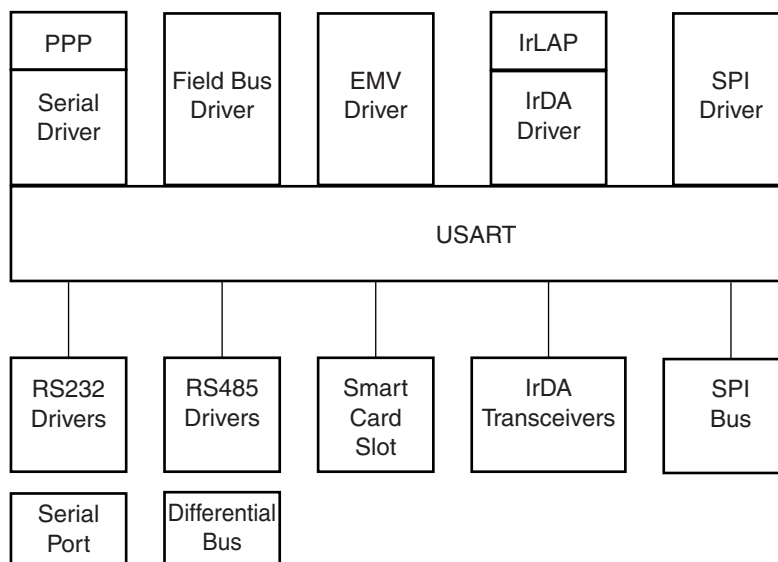 PPP
Serial
Driver
Field Bus
Driver
EMV
Driver
IrLAP
IrDA
Driver
SPI
Driver
USART
RS232
Drivers
RS485
Drivers
Smart
Card
Slot
IrDA
Transceivers
SPI
Bus
Serial
Port
Differential
Bus